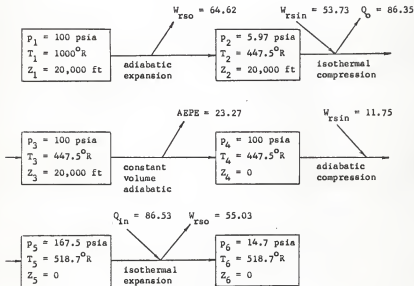 W_rso = 64.62
W_rsin = 53.73
Q_o = 86.35
P_1 = 100 psia
T_1 = 1000°R
Z_1 = 20,000 ft
adiabatic
expansion
P_2 = 5.97 psia
T_2 = 447.5°R
Z_2 = 20,000 ft
isothermal
compression
AEPE = 23.27
W_rsin = 11.75
P_3 = 100 psia
T_3 = 447.5°R
Z_3 = 20,000 ft
constant
volume
adiabatic
P_4 = 100 psia
T_4 = 447.5°R
Z_4 = 0
adiabatic
compression
Q_in = 86.53
W_rso = 55.03
P_5 = 167.5 psia
T_5 = 518.7°R
Z_5 = 0
isothermal
expansion
P_6 = 14.7 psia
T_6 = 518.7°R
Z_6 = 0